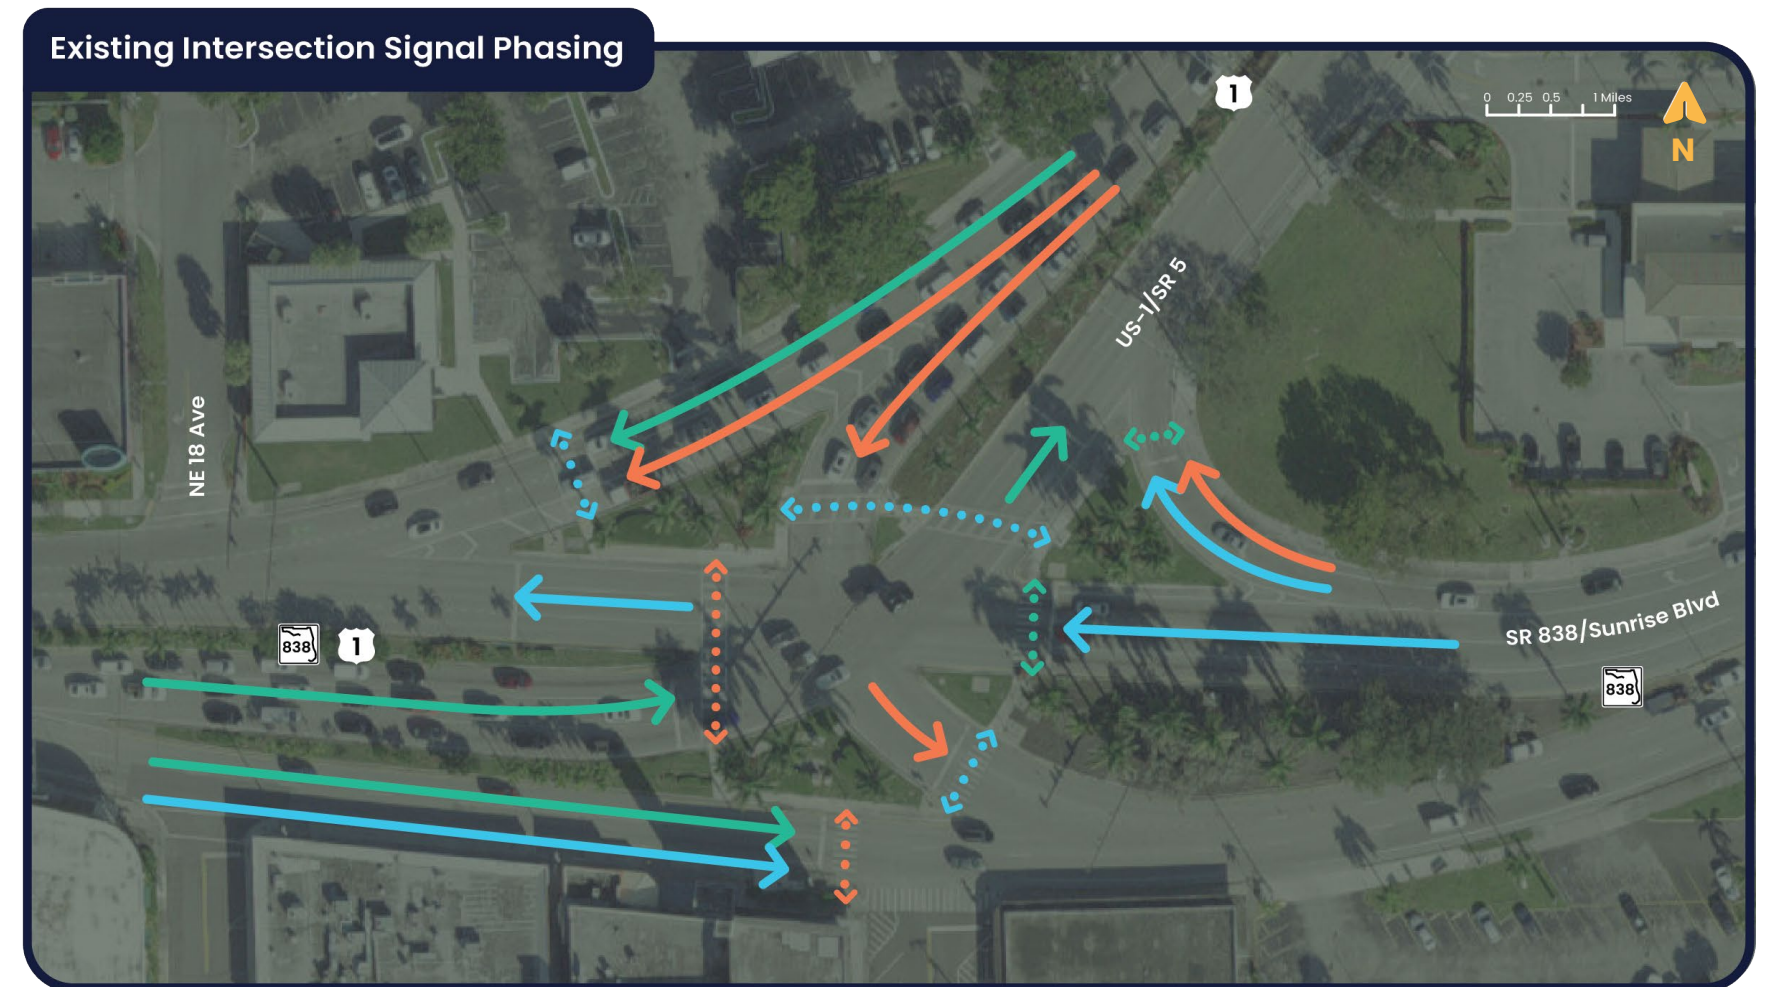 Existing Intersection Signal Phasing
1
0 0.25 0.5 1 Miles
N
US-1/SR 5
NE 18 Ave
838
1
SR 838/Sunrise Blvd
838